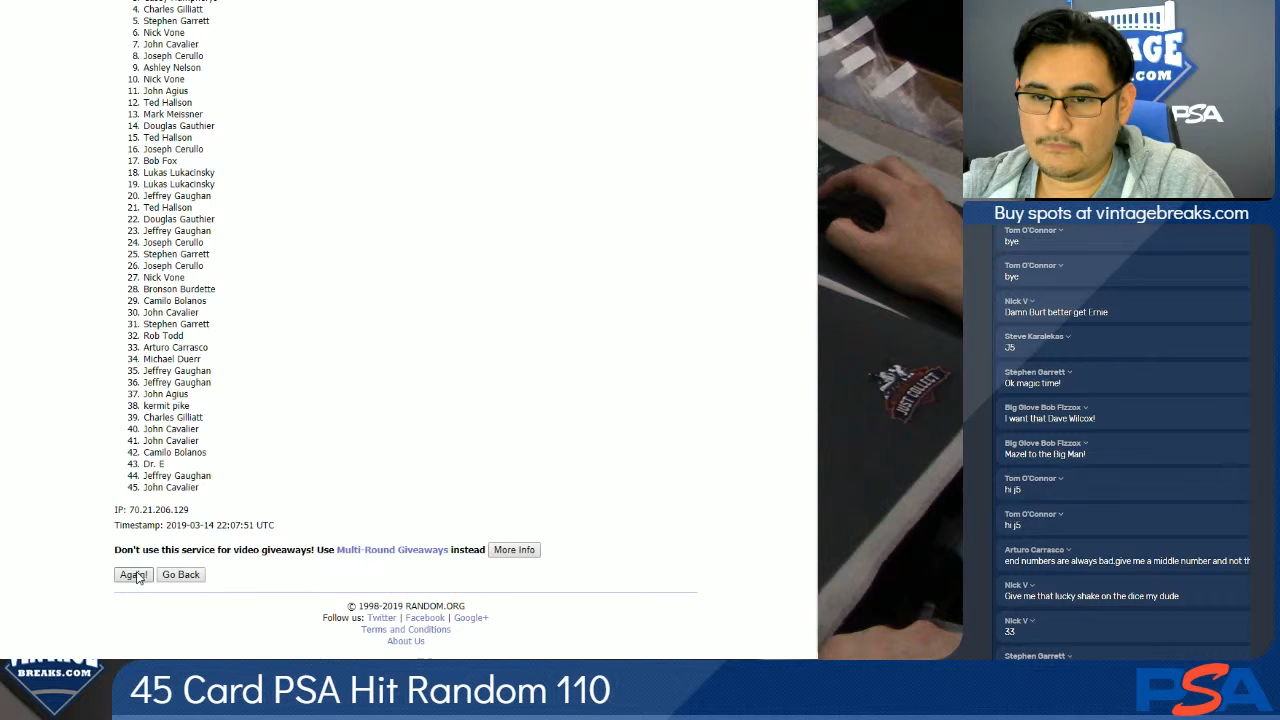 4. Charles Gilliatt
5. Stephen Garrett
6. Nick Vone
7. John Cavalier
8. Joseph Cerullo
9. Ashley Nelson
10. Nick Vone
11. John Agius
12. Ted Hallson
13. Mark Meissner
14. Douglas Gauthier
15. Ted Hallson
16. Joseph Cerullo
17. Bob Fox
18. Lukas Lukacinsky
19. Lukas Lukacinsky
20. Jeffrey Gaughan
21. Ted Hallson
22. Douglas Gauthier
23. Jeffrey Gaughan
24. Joseph Cerullo
25. Stephen Garrett
26. Joseph Cerullo
27. Nick Vone
28. Bronson Burdette
29. Camilo Bolanos
30. John Cavalier
31. Stephen Garrett
32. Rob Todd
33. Arturo Carrasco
34. Michael Duerr
35. Jeffrey Gaughan
36. Jeffrey Gaughan
37. John Agius
38. kermit pike
39. Charles Gilliatt
40. John Cavalier
41. John Cavalier
42. Camilo Bolanos
43. Dr. E
44. Jeffrey Gaughan
45. John Cavalier
IP: 70.21.206.129
Timestamp: 2019-03-14 22:07:51 UTC
Don't use this service for video giveaways! Use Multi-Round Giveaways instead More Info
Again! Go Back
© 1998-2019 RANDOM.ORG
Follow us: Twitter | Facebook | Google+
Terms and Conditions
About Us
JUST COLLECT
.COM
PSA
Buy spots at vintagebreaks.com
Tom O'Connor
bye
Tom O'Connor
bye
Nick V
Damn Burt better get Ernie
Steve Karalekas
J5
Stephen Garrett
Ok magic time!
Big Glove Bob Fizzox
I want that Dave Wilcox!
Big Glove Bob Fizzox
Mazel to the Big Man!
Tom O'Connor
hi j5
Tom O'Connor
hi j5
Arturo Carrasco
end numbers are always bad.give me a middle number and not th
Nick V
Give me that lucky shake on the dice my dude
Nick V
33
Stephen Garrett
BREAKS.COM
45 Card PSA Hit Random 110
PSA